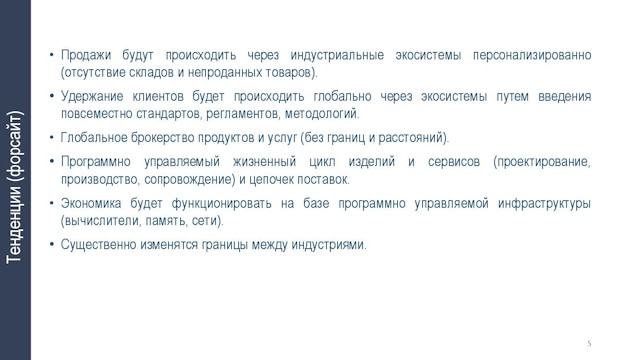 Тенденции (форсайт)
• Продажи будут происходить через индустриальные экосистемы персонализированно
(отсутствие складов и непроданных товаров).
• Удержание клиентов будет происходить глобально через экосистемы путем введения
повсеместно стандартов, регламентов, методологий.
• Глобальное брокерство продуктов и услуг (без границ и расстояний).
• Программно управляемый жизненный цикл изделий и сервисов (проектирование,
производство, сопровождение) и цепочек поставок.
• Экономика будет функционировать на базе программно управляемой инфраструктуры
(вычислители, память, сети).
• Существенно изменятся границы между индустриями.
5